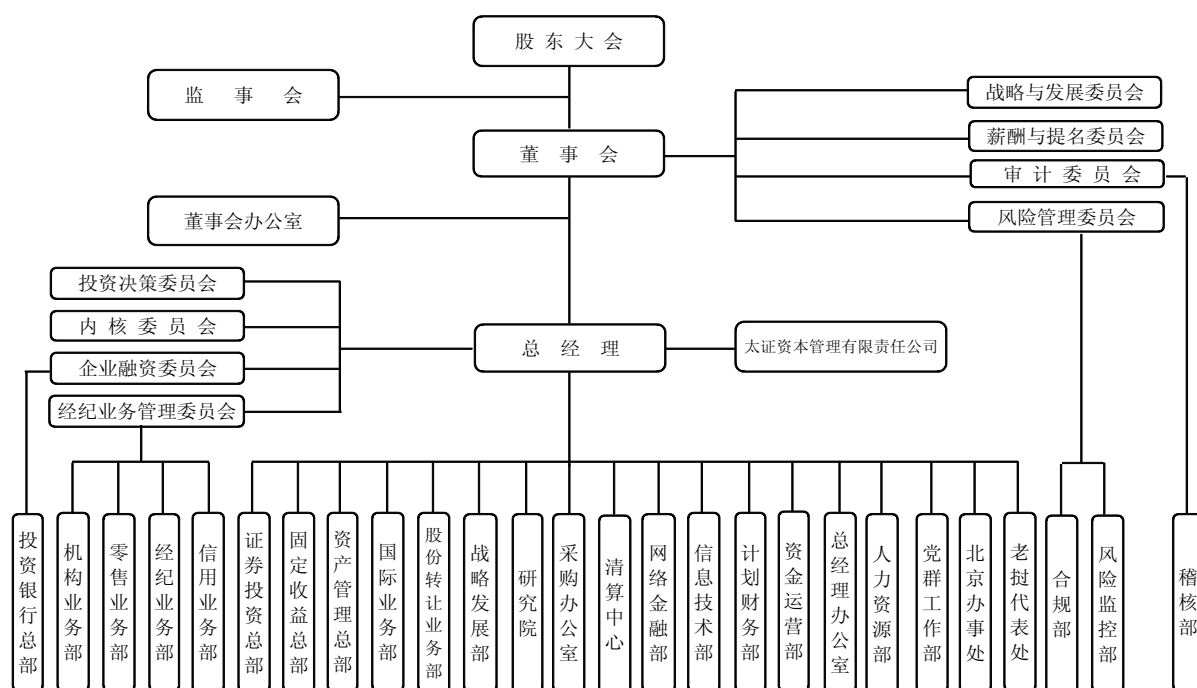 股东大会
监事会
战略与发展委员会
董事会
薪酬与提名委员会
审计委员会
董事会办公室
风险管理委员会
投资决策委员会
内核委员会
总经理
太证资本管理有限责任公司
企业融资委员会
经纪业务管理委员会
投资银行总部
机构业务部
零售业务部
经纪业务部
信用业务部
证券投资总部
固定收益总部
资产管理总部
国际业务部
股份转让业务部
战略发展部
研究院
采购办公室
清算中心
网络金融部
信息技术部
计划财务部
资金运营部
总经理办公室
人力资源部
党群工作部
北京办事处
老挝代表处
合规部
风险监控部
稽核部